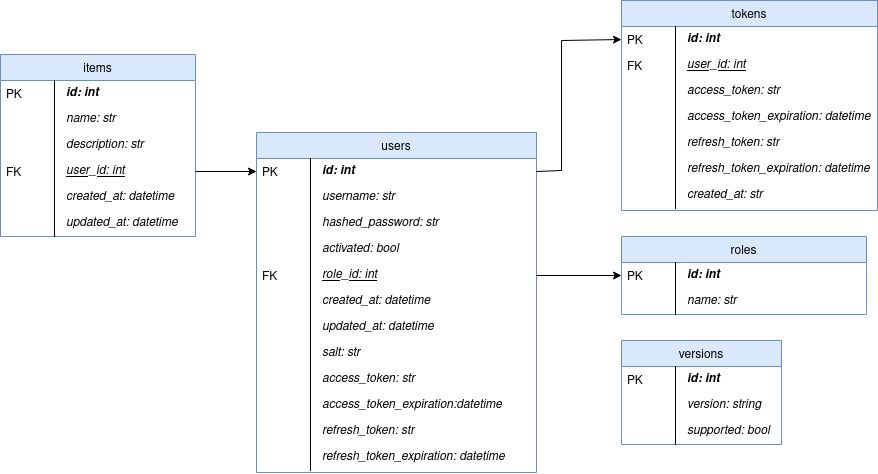 items
PK id: int
name: str
description: str
FK user_id: int
created_at: datetime
updated_at: datetime
users
PK id: int
username: str
hashed_password: str
activated: bool
FK role_id: int
created_at: datetime
updated_at: datetime
salt: str
access_token: str
access_token_expiration:datetime
refresh_token: str
refresh_token_expiration: datetime
tokens
PK id: int
FK user_id: int
access_token: str
access_token_expiration: datetime
refresh_token: str
refresh_token_expiration: datetime
created_at: str
roles
PK id: int
name: str
versions
PK id: int
version: string
supported: bool